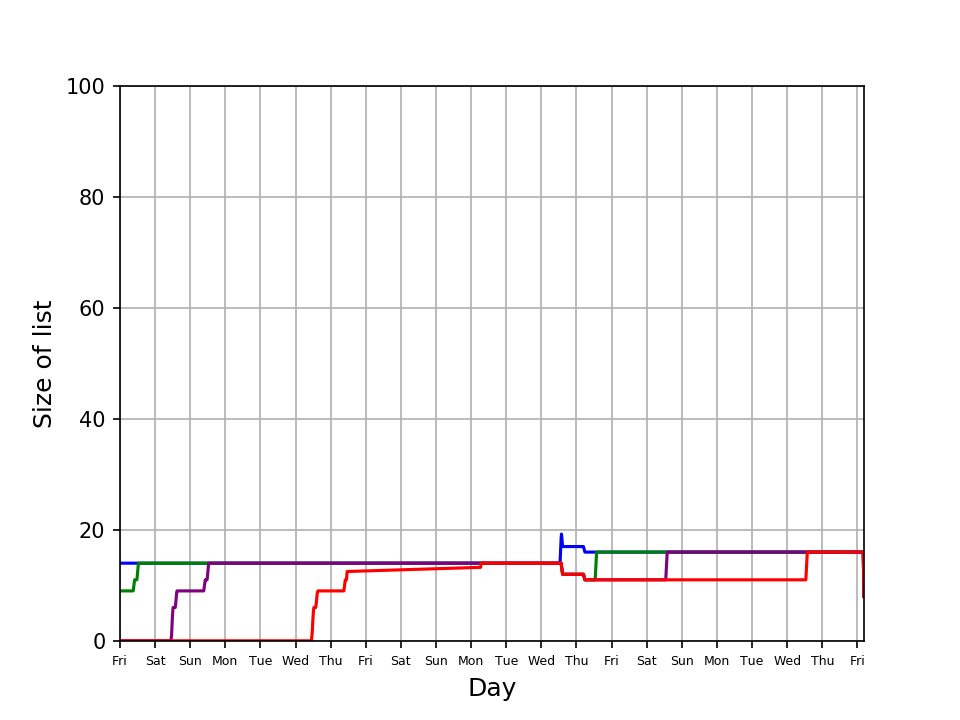 100
80
60
40
20
0
Size of list
Fri Sat Sun Mon Tue Wed Thu Fri Sat Sun Mon Tue Wed Thu Fri Sat Sun Mon Tue Wed Thu Fri
Day